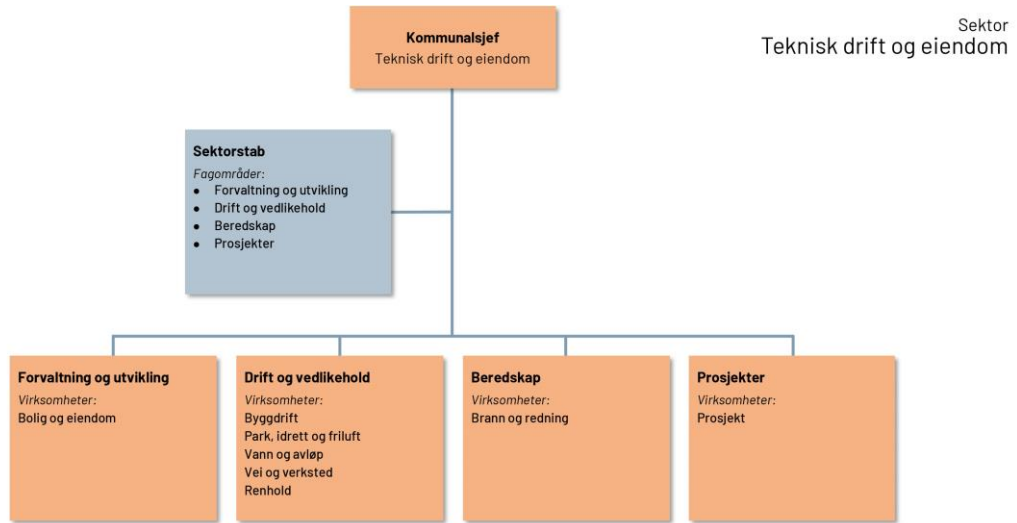 Sektor
Teknisk drift og eiendom
Kommunalsjef
Teknisk drift og eiendom
Sektorstab
Fagområder:
● Forvaltning og utvikling
● Drift og vedlikehold
● Beredskap
● Prosjekter
Forvaltning og utvikling
Virksomheter:
Bolig og eiendom
Drift og vedlikehold
Virksomheter:
Byggdrift
Park, idrett og friluft
Vann og avløp
Vei og verksted
Renhold
Beredskap
Virksomheter:
Brann og redning
Prosjekter
Virksomheter:
Prosjekt